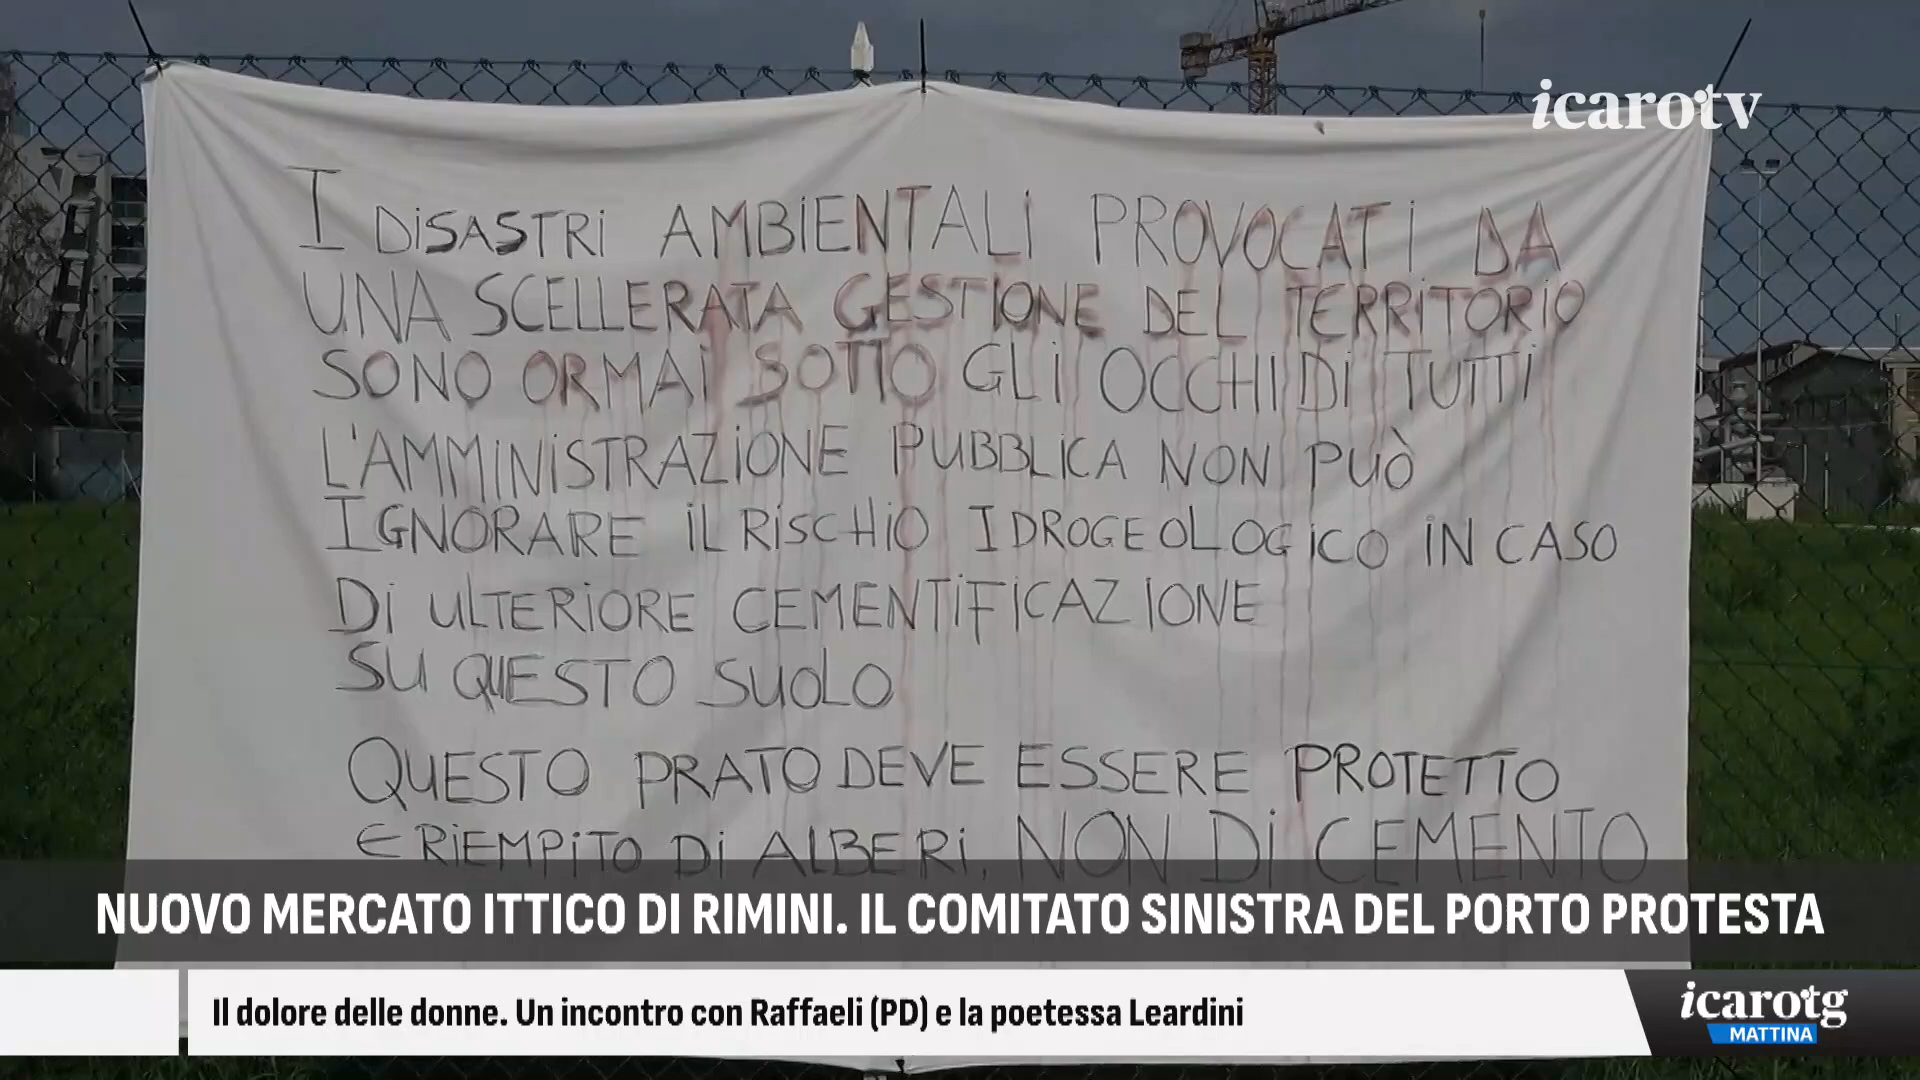 icarotv
I DISASTRI AMBIENTALI PROVOCATI DA
UNA SCELLERATA GESTIONE DEL TERRITORIO
SONO ORMAI SOTTO GLI OCCHI DI TUTTI
L'AMMINISTRAZIONE PUBBLICA NON PUÒ
IGNORARE IL RISCHIO IDROGEOLOGICO IN CASO
DI ULTERIORE CEMENTIFICAZIONE
SU QUESTO SUOLO
QUESTO PRATO DEVE ESSERE PROTETTO
E RIEMPITO DI ALBERI, NON DI CEMENTO
NUOVO MERCATO ITTICO DI RIMINI. IL COMITATO SINISTRA DEL PORTO PROTESTA
Il dolore delle donne. Un incontro con Raffaeli (PD) e la poetessa Leardini
icarotg
MATTINA